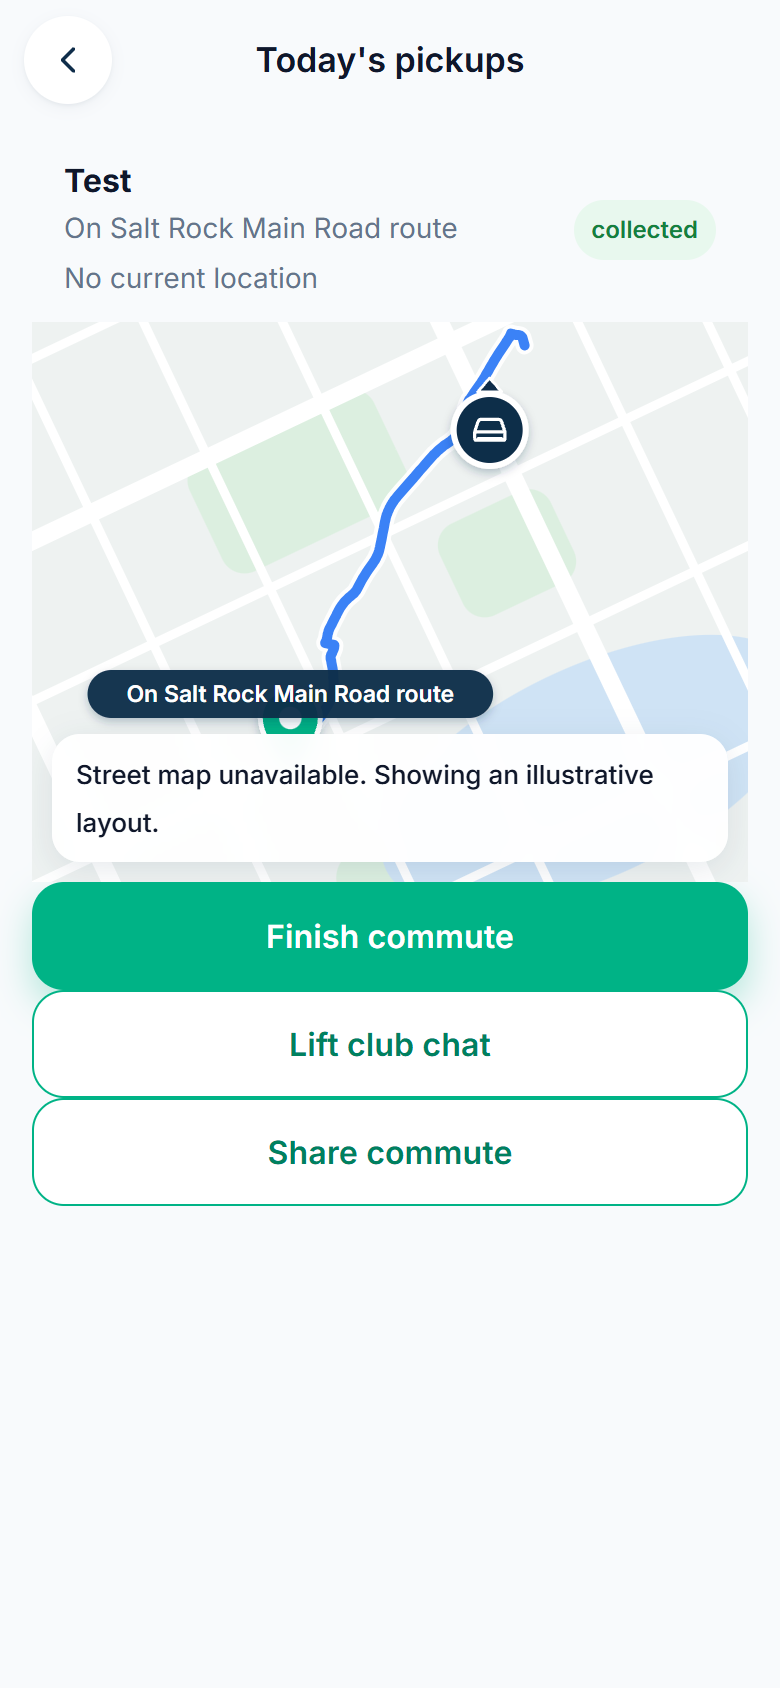 Today's pickups
Test
On Salt Rock Main Road route
collected
No current location
On Salt Rock Main Road route
Street map unavailable. Showing an illustrative
layout.
Finish commute
Lift club chat
Share commute